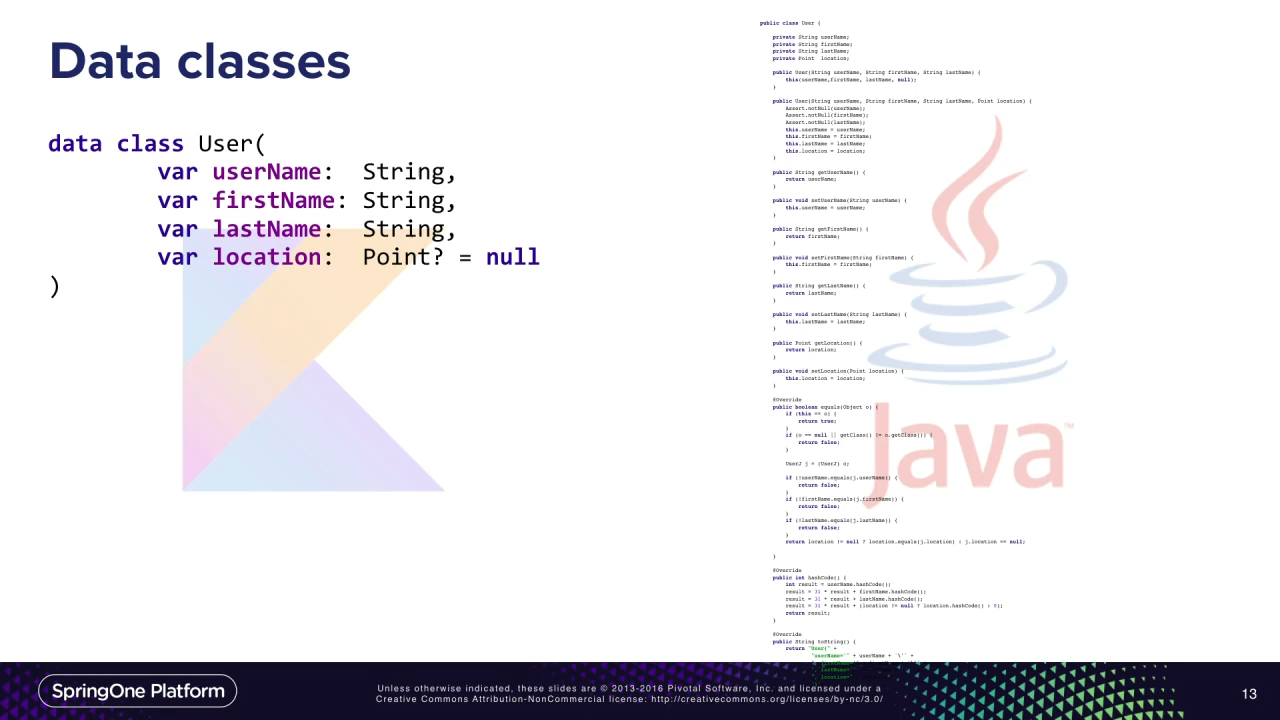 Data classes
data class User(
        var userName:  String,
        var firstName: String,
        var lastName:  String,
        var location:  Point? = null
)
public class User {
    private String userName;
    private String firstName;
    private String lastName;
    private Point  location;
    public User(String userName, String firstName, String lastName) {
        this(userName,firstName, lastName, null);
    }
    public User(String userName, String firstName, String lastName, Point location) {
        Assert.notNull(userName);
        Assert.notNull(firstName);
        Assert.notNull(lastName);
        this.userName = userName;
        this.firstName = firstName;
        this.lastName = lastName;
        this.location = location;
    }
    public String getUserName() {
        return userName;
    }
    public void setUserName(String userName) {
        this.userName = userName;
    }
    public String getFirstName() {
        return firstName;
    }
    public void setFirstName(String firstName) {
        this.firstName = firstName;
    }
    public String getLastName() {
        return lastName;
    }
    public void setLastName(String lastName) {
        this.lastName = lastName;
    }
    public Point getLocation() {
        return location;
    }
    public void setLocation(Point location) {
        this.location = location;
    }
    @Override
    public boolean equals(Object o) {
        if (this == o) {
            return true;
        }
        if (o == null || getClass() != o.getClass()) {
            return false;
        }
        UserJ j = (UserJ) o;
        if (!userName.equals(j.userName)) {
            return false;
        }
        if (!firstName.equals(j.firstName)) {
            return false;
        }
        if (!lastName.equals(j.lastName)) {
            return false;
        }
        return location != null ? location.equals(j.location) : j.location == null;
    }
    @Override
    public int hashCode() {
        int result = userName.hashCode();
        result = 31 * result + firstName.hashCode();
        result = 31 * result + lastName.hashCode();
        result = 31 * result + (location != null ? location.hashCode() : 0);
        return result;
    }
    @Override
    public String toString() {
        return "User{" +
            "userName='" + userName + '\'' +
Java™
SpringOne Platform
Unless otherwise indicated, these slides are © 2013-2016 Pivotal Software, Inc. and licensed under a
Creative Commons Attribution-NonCommercial license: http://creativecommons.org/licenses/by-nc/3.0/
13